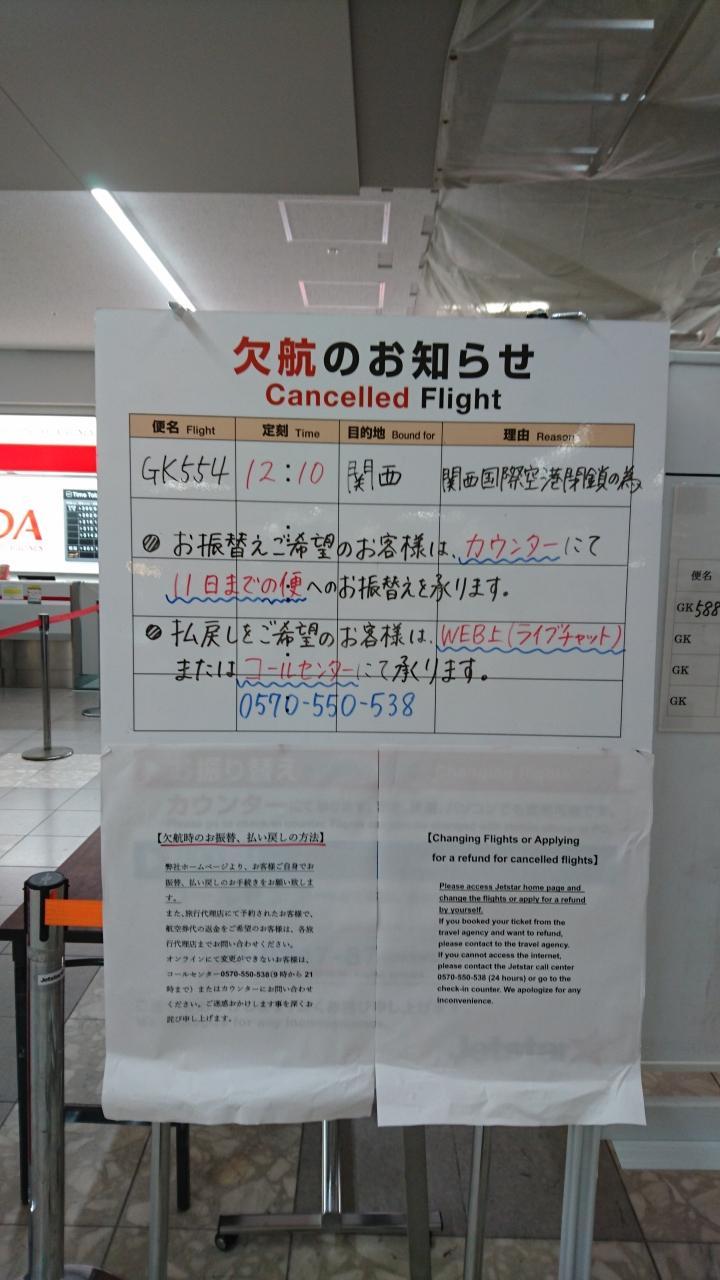 欠航のお知らせ
Cancelled Flight
便名 Flight 定刻 Time 目的地 Bound for 理由 Reason
GK554 12:10 関西 関西国際空港閉鎖の為
お振替えご希望のお客様は、カウンターにて
11日までの便へのお振替えを承ります。
払戻しをご希望のお客様は、WEB上(ライブチャット)
またはコールセンターにて承ります。
0570-550-538
【欠航時のお振替、払い戻しの方法】
弊社ホームページより、お客様ご自身でお
振替、払い戻しのお手続きをお願い致しま
す。
また、旅行代理店にて予約されたお客様で、
航空券代の返金をご希望のお客様は、各旅
行代理店までお問い合わせください。
オンラインにて変更ができないお客様は、
コールセンター0570-550-538(9時から21
時まで)またはカウンターにお問い合わせ
ください。ご迷惑おかけします事を深くお
詫び申し上げます。
【Changing Flights or Applying
for a refund for cancelled flights】
Please access Jetstar home page and
change the flights or apply for a refund
by yourself.
If you booked your ticket from the
travel agency and want to refund,
please contact to the travel agency.
If you cannot access the internet,
please contact the Jetstar call center
0570-550-538 (24 hours) or go to the
check-in counter. We apologize for any
inconvenience.
便名
GK588
GK
GK
GK
DA
Jetstar